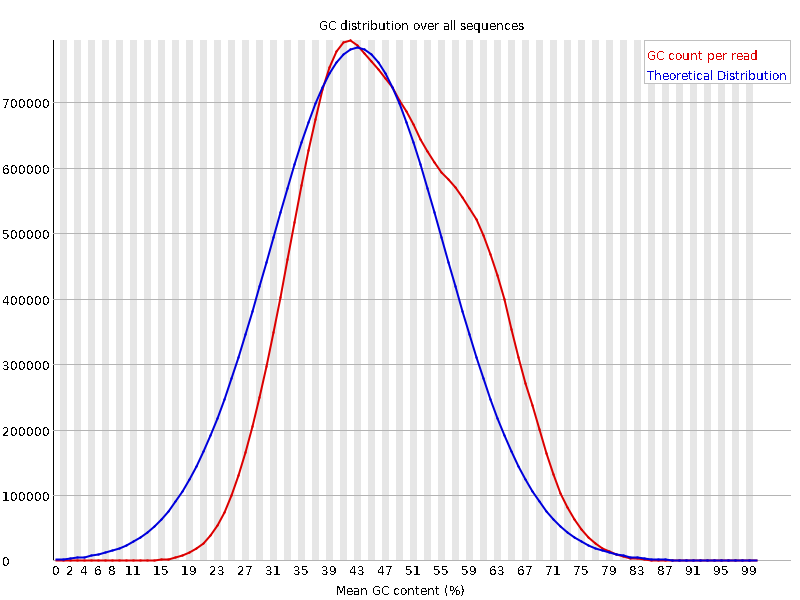 GC distribution over all sequences
GC count per read
Theoretical Distribution
700000
600000
500000
400000
300000
200000
100000
0
0 2 4 6 8 11 15 19 23 27 31 35 39 43 47 51 55 59 63 67 71 75 79 83 87 91 95 99
Mean GC content (%)